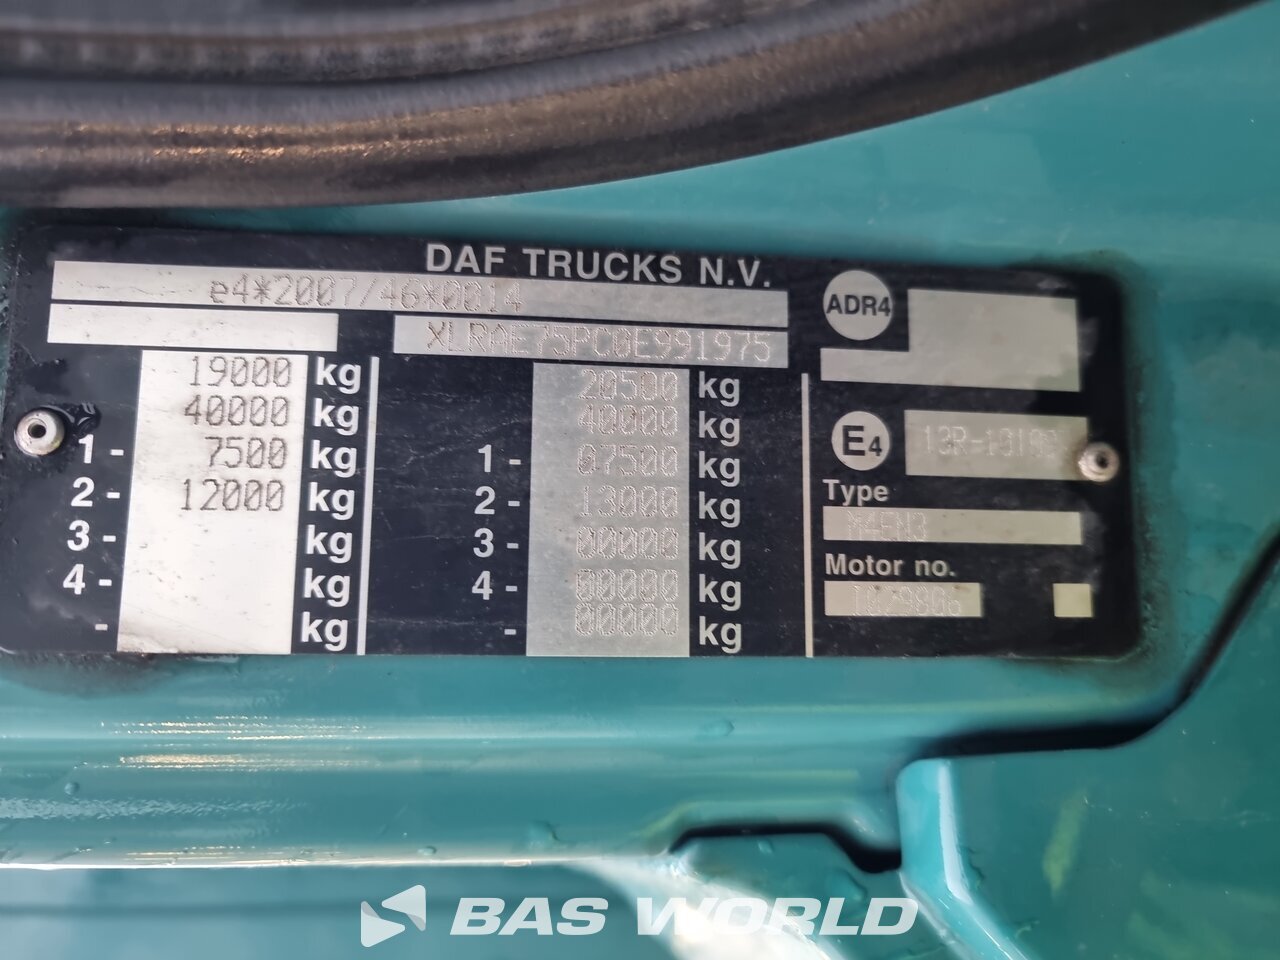 DAF TRUCKS N.V.
e4*2007/46*0014
XLRAE75PC0E991975
19000 kg
40000 kg
1 - 7500 kg
2 - 12000 kg
3 - kg
4 - kg
- kg
20500 kg
40000 kg
1 - 07500 kg
2 - 13000 kg
3 - 00000 kg
4 - 00000 kg
- 00000 kg
ADR4
E4
Type
M4EN3
Motor no.
BAS WORLD